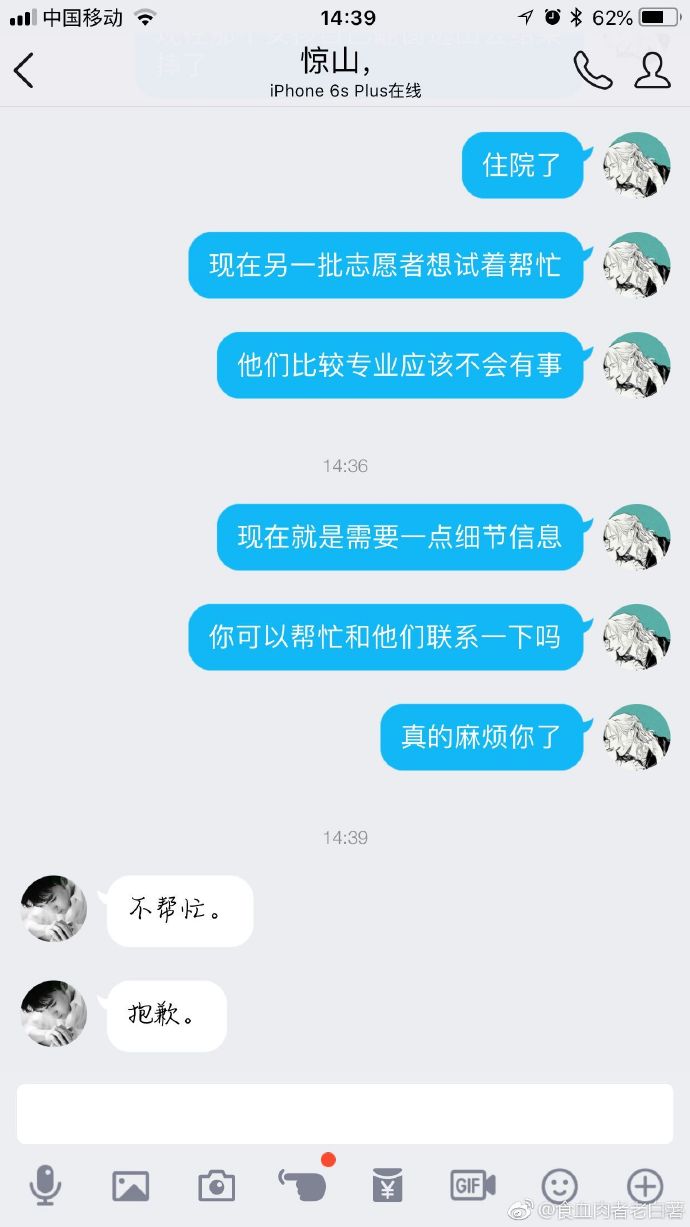 中国移动
14:39
62%
摔了
惊山，
iPhone 6s Plus在线
住院了
现在另一批志愿者想试着帮忙
他们比较专业应该不会有事
14:36
现在就是需要一点细节信息
你可以帮忙和他们联系一下吗
真的麻烦你了
14:39
不帮忙。
抱歉。
¥
GIF
@食血肉者老白薯